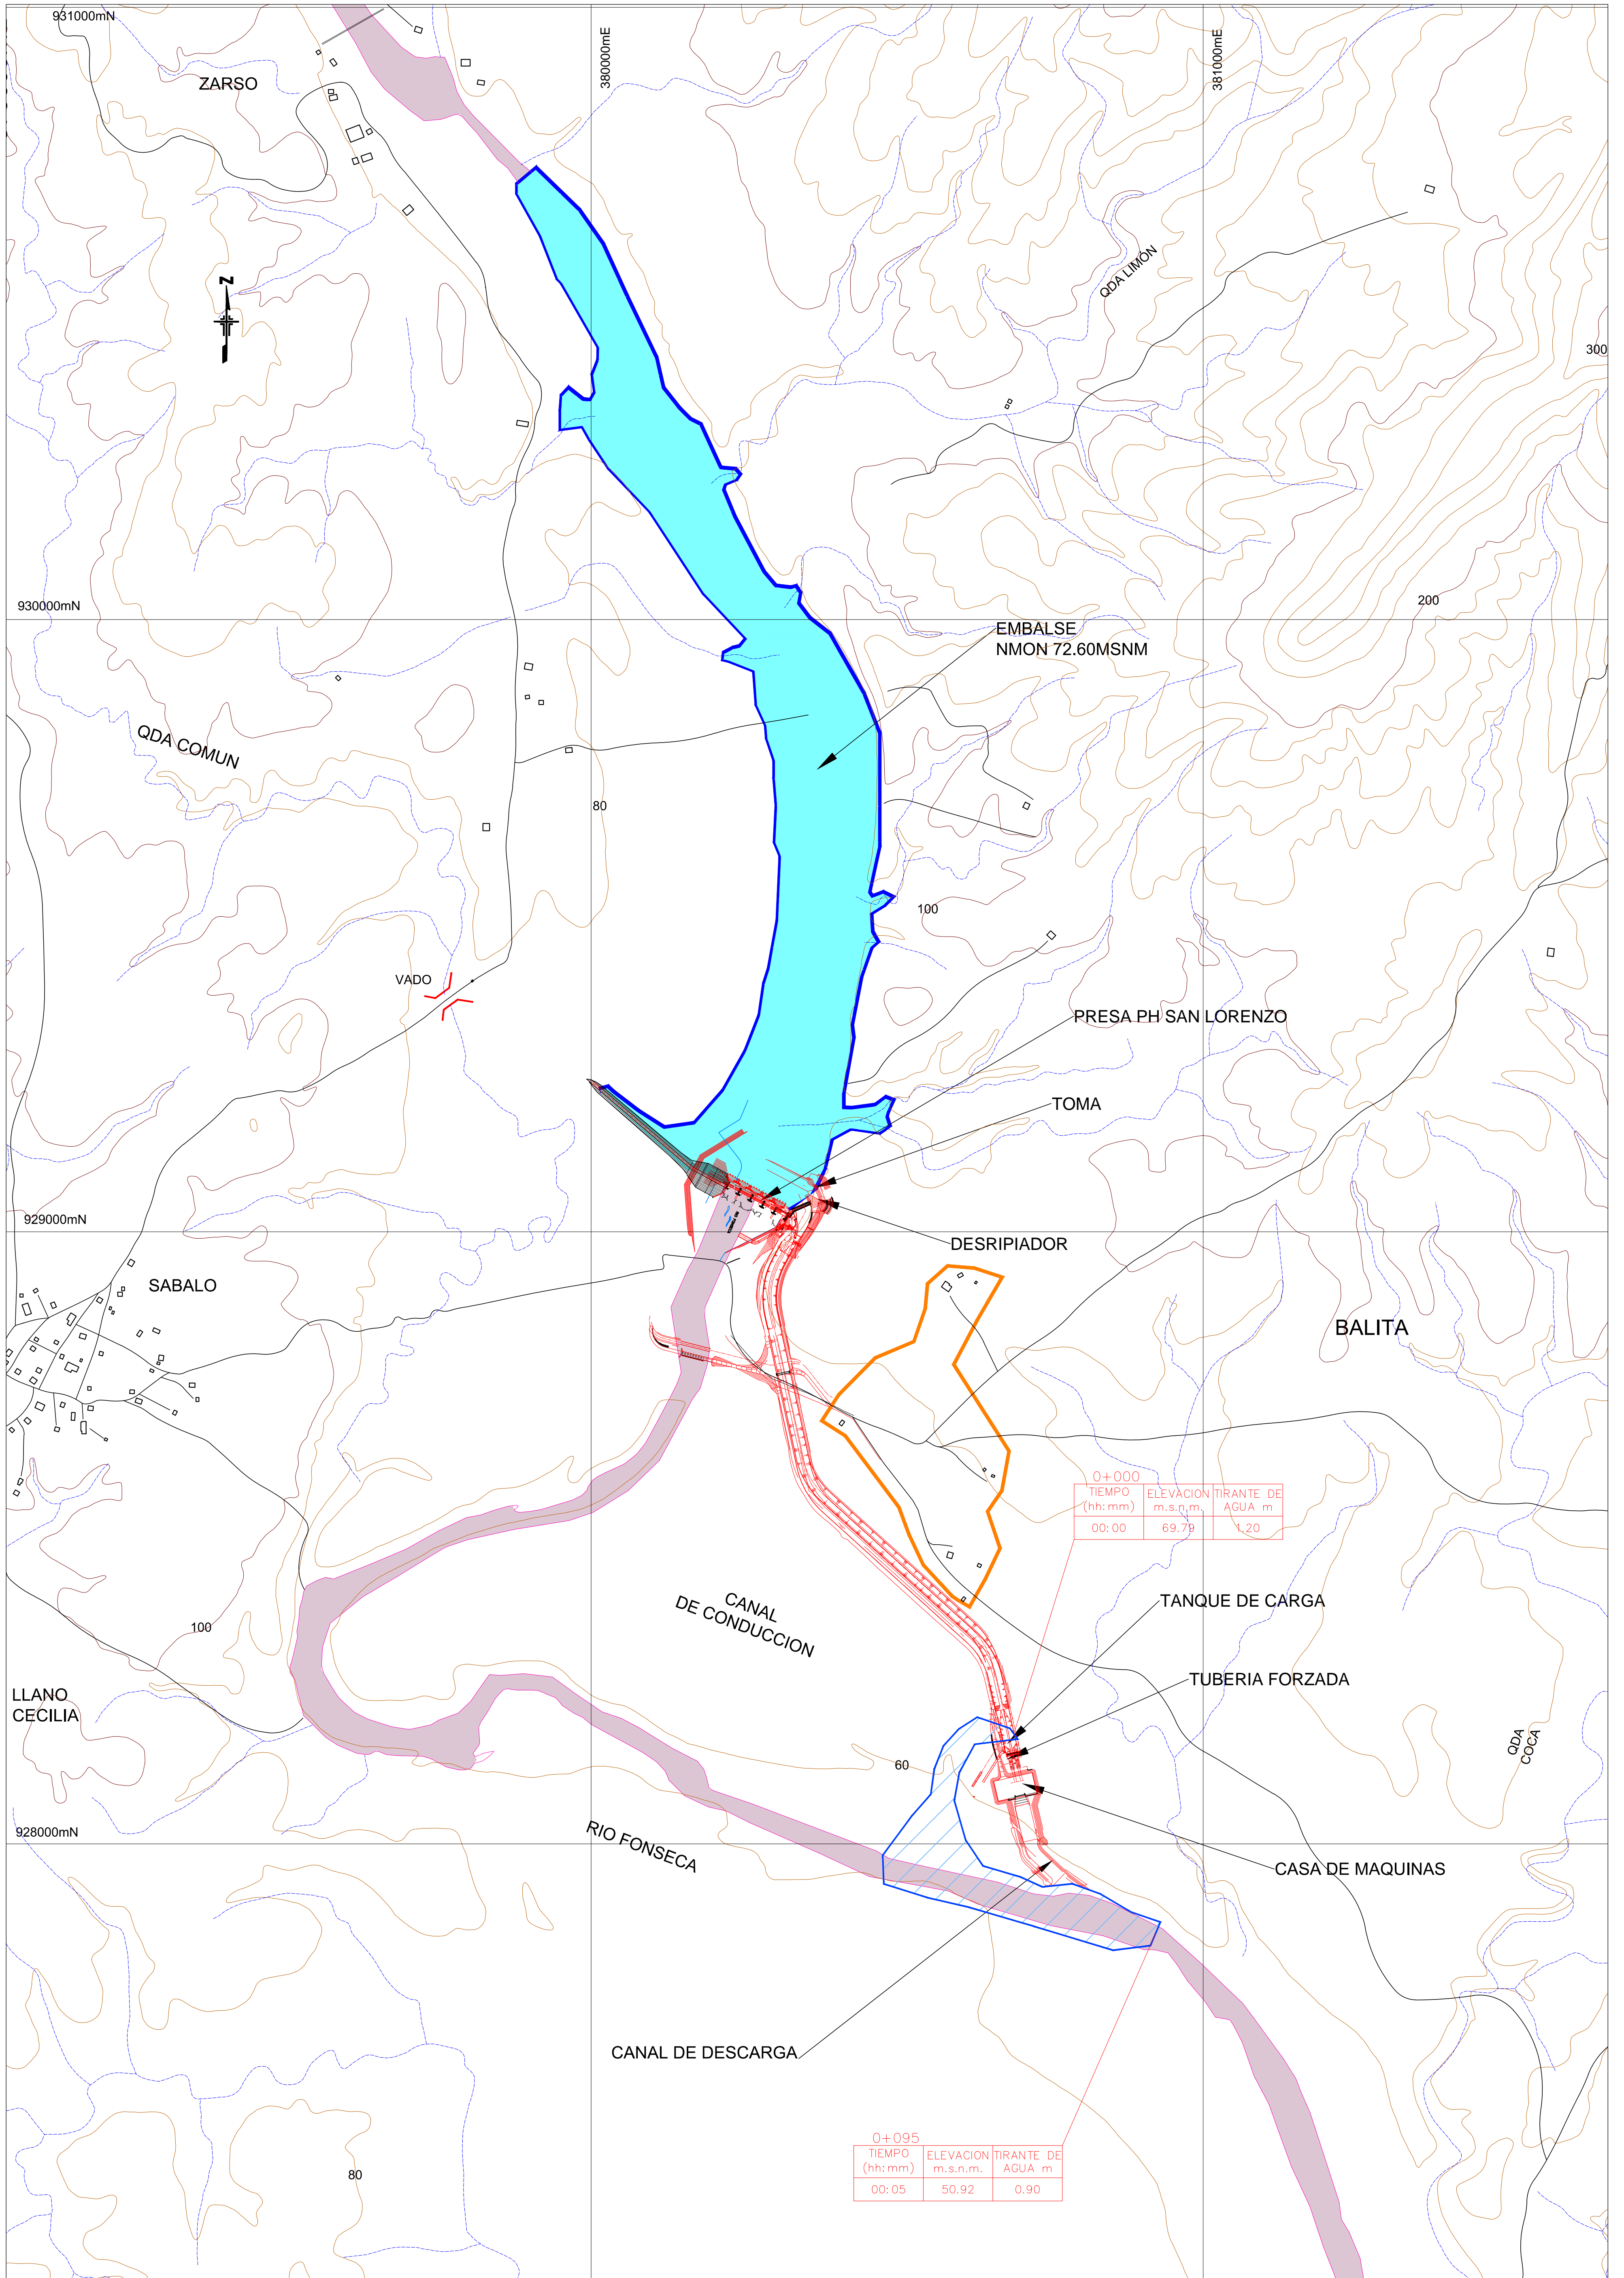 931000mN
380000mE
381000mE
ZARSO
N
QDA LIMON
300
930000mN
200
EMBALSE
NMON 72.60MSNM
QDA COMUN
80
100
VADO
PRESA PH SAN LORENZO
TOMA
929000mN
DESRIPIADOR
SABALO
BALITA
0+000
TIEMPO (hh:mm) ELEVACION m.s.n.m. TIRANTE DE AGUA m
00:00 69.79 1.20
CANAL
DE CONDUCCION
TANQUE DE CARGA
100
TUBERIA FORZADA
LLANO
CECILIA
QDA
COCA
60
928000mN
RIO FONSECA
CASA DE MAQUINAS
CANAL DE DESCARGA
0+095
TIEMPO (hh:mm) ELEVACION m.s.n.m. TIRANTE DE AGUA m
00:05 50.92 0.90
80